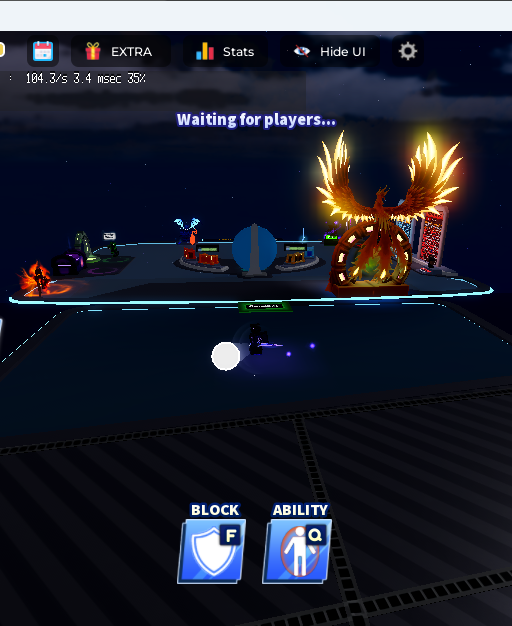 EXTRA
Stats
Hide UI
: 104.3/s 3.4 msec 35%
Waiting for players...
BLOCK
ABILITY
F
Q